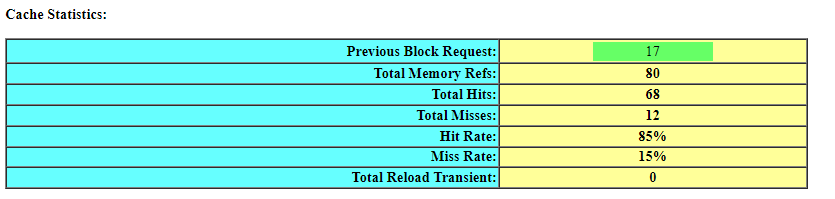 Cache Statistics:
Previous Block Request: 17
Total Memory Refs: 80
Total Hits: 68
Total Misses: 12
Hit Rate: 85%
Miss Rate: 15%
Total Reload Transient: 0